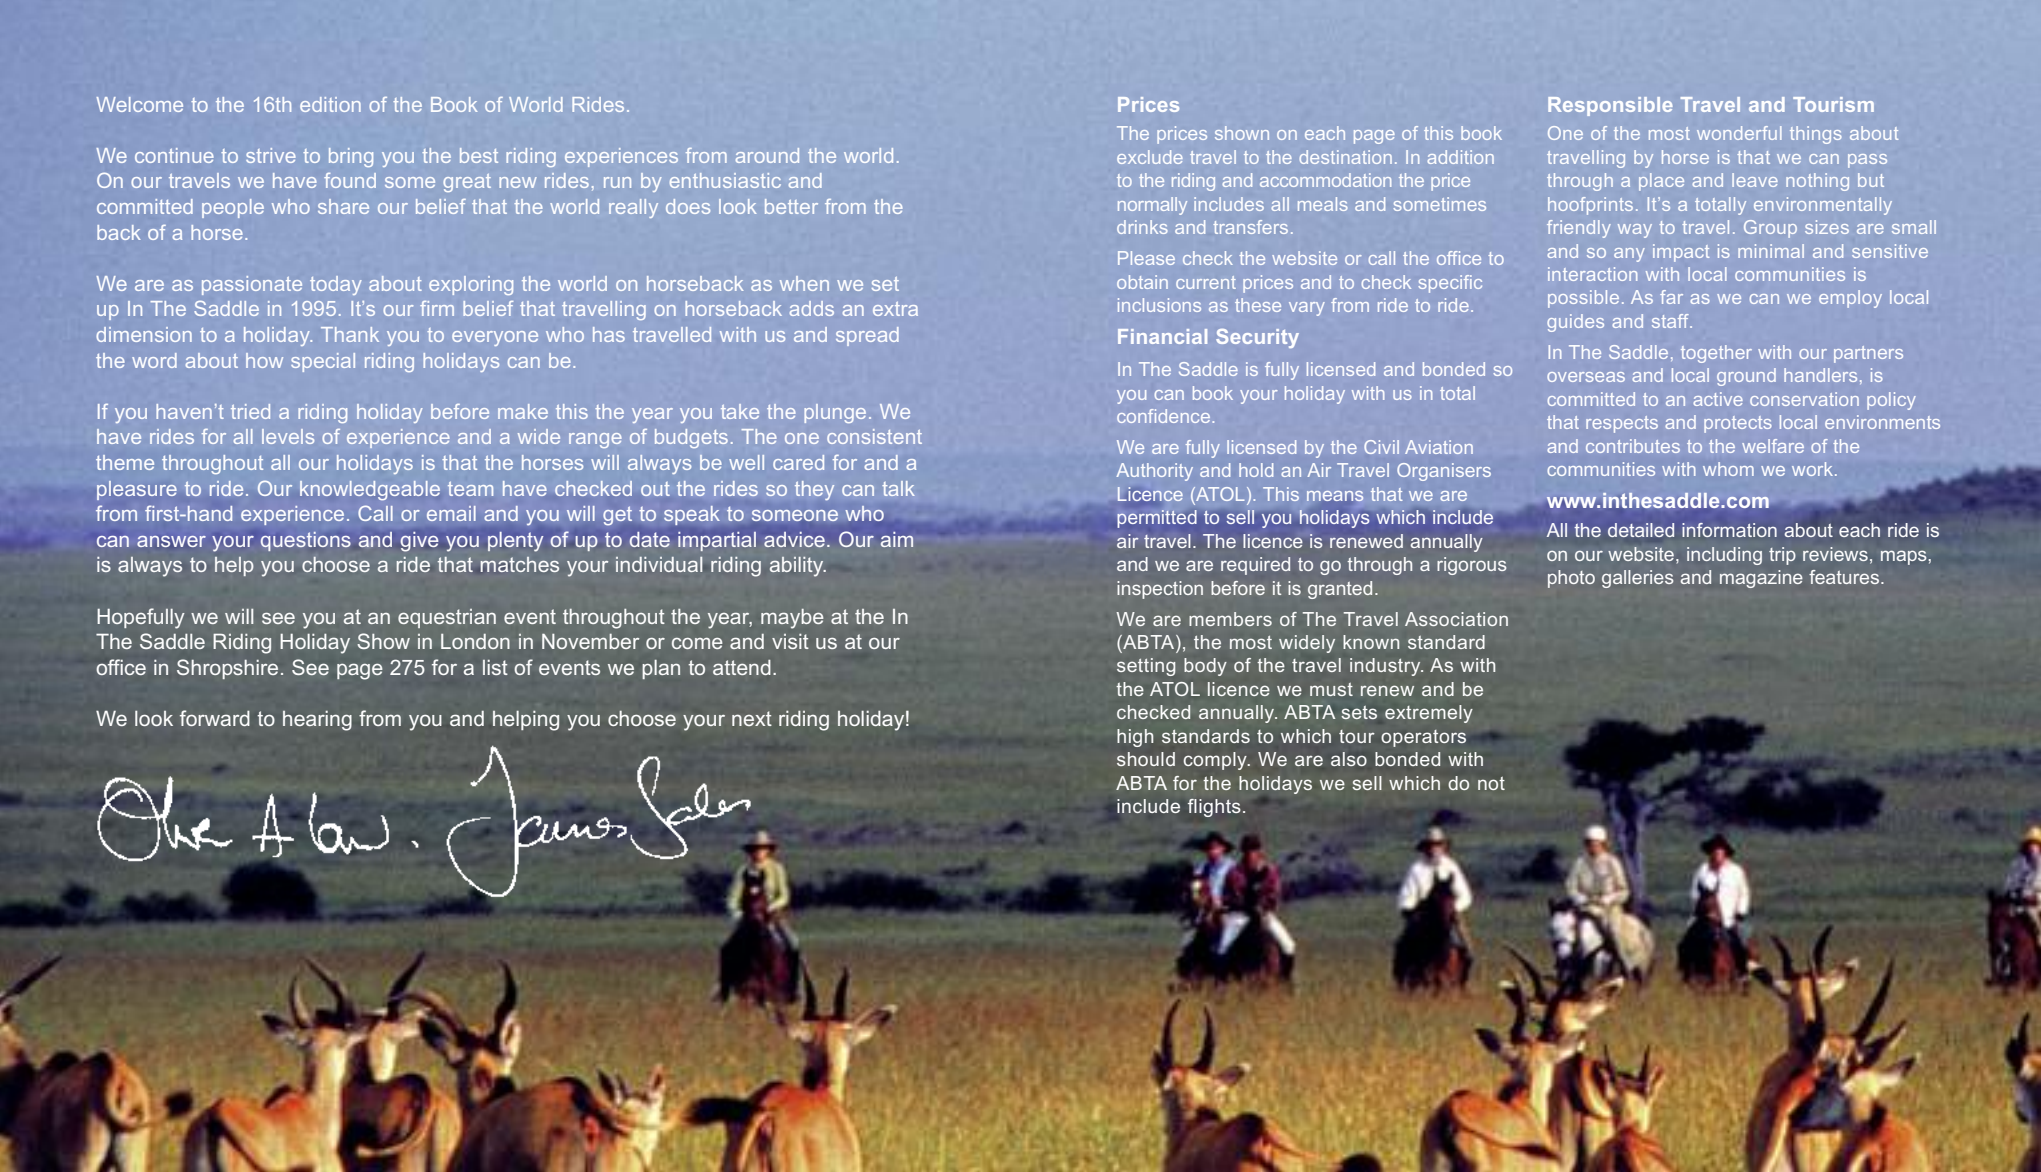 Welcome to the 16th edition of the Book of World Rides.
We continue to strive to bring you the best riding experiences from around the world.
On our travels we have found some great new rides, run by enthusiastic and
committed people who share our belief that the world really does look better from the
back of a horse.
We are as passionate today about exploring the world on horseback as when we set
up In The Saddle in 1995. It’s our firm belief that travelling on horseback adds an extra
dimension to a holiday. Thank you to everyone who has travelled with us and spread
the word about how special riding holidays can be.
If you haven’t tried a riding holiday before make this the year you take the plunge. We
have rides for all levels of experience and a wide range of budgets. The one consistent
theme throughout all our holidays is that the horses will always be well cared for and a
pleasure to ride. Our knowledgeable team have checked out the rides so they can talk
from first-hand experience. Call or email and you will get to speak to someone who
can answer your questions and give you plenty of up to date impartial advice. Our aim
is always to help you choose a ride that matches your individual riding ability.
Hopefully we will see you at an equestrian event throughout the year, maybe at the In
The Saddle Riding Holiday Show in London in November or come and visit us at our
office in Shropshire. See page 275 for a list of events we plan to attend.
We look forward to hearing from you and helping you choose your next riding holiday!
James Sales
Prices
The prices shown on each page of this book
exclude travel to the destination. In addition
to the riding and accommodation the price
normally includes all meals and sometimes
drinks and transfers.
Please check the website or call the office to
obtain current prices and to check specific
inclusions as these vary from ride to ride.
Financial Security
In The Saddle is fully licensed and bonded so
you can book your holiday with us in total
confidence.
We are fully licensed by the Civil Aviation
Authority and hold an Air Travel Organisers
Licence (ATOL). This means that we are
permitted to sell you holidays which include
air travel. The licence is renewed annually
and we are required to go through a rigorous
inspection before it is granted.
We are members of The Travel Association
(ABTA), the most widely known standard
setting body of the travel industry. As with
the ATOL licence we must renew and be
checked annually. ABTA sets extremely
high standards to which tour operators
should comply. We are also bonded with
ABTA for the holidays we sell which do not
include flights.
Responsible Travel and Tourism
One of the most wonderful things about
travelling by horse is that we can pass
through a place and leave nothing but
hoofprints. It’s a totally environmentally
friendly way to travel. Group sizes are small
and so any impact is minimal and sensitive
interaction with local communities is
possible. As far as we can we employ local
guides and staff.
In The Saddle, together with our partners
overseas and local ground handlers, is
committed to an active conservation policy
that respects and protects local environments
and contributes to the welfare of the
communities with whom we work.
www.inthesaddle.com
All the detailed information about each ride is
on our website, including trip reviews, maps,
photo galleries and magazine features.